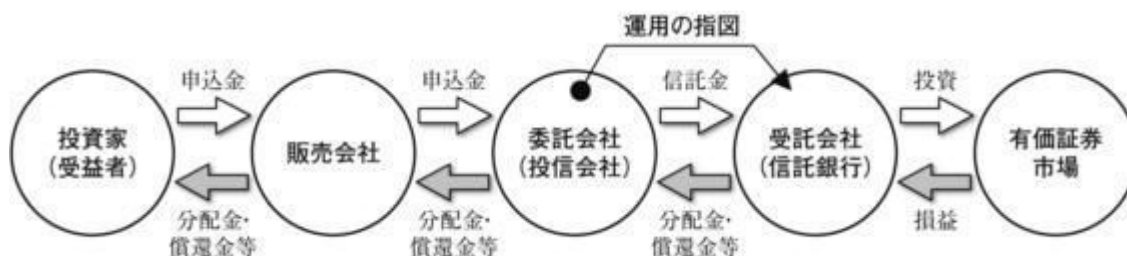 運用の指図
申込金
申込金
信託金
投資
投資家
(受益者)
販売会社
委託会社
(投信会社)
受託会社
(信託銀行)
有価証券
市場
分配金・
償還金等
分配金・
償還金等
分配金・
償還金等
損益